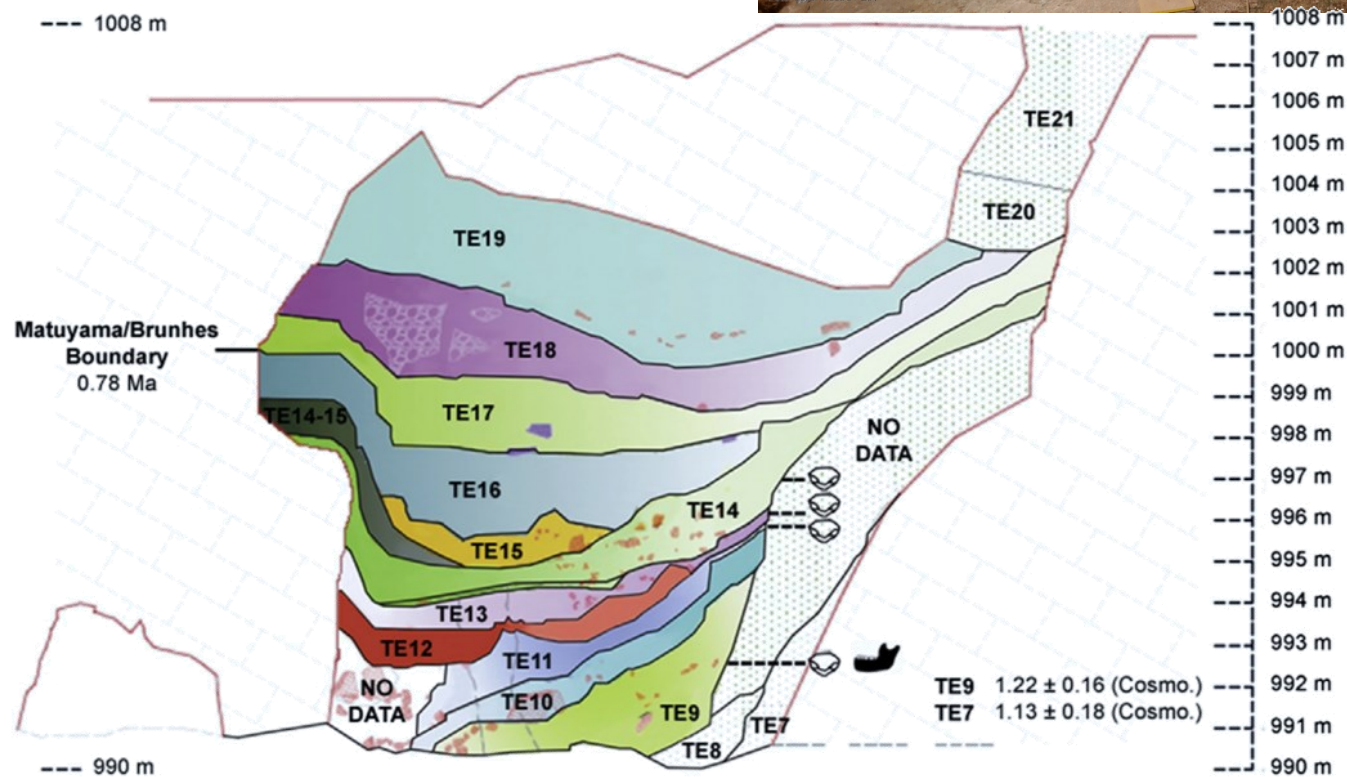 1008 m
1008 m
1007 m
1006 m
1005 m
1004 m
1003 m
1002 m
1001 m
1000 m
999 m
998 m
997 m
996 m
995 m
994 m
993 m
992 m
991 m
990 m
TE21
TE20
TE19
TE18
Matuyama/Brunhes
Boundary
0.78 Ma
TE17
TE14-15
NO
DATA
TE16
TE14
TE15
TE13
TE12
TE11
NO
DATA
TE10
TE9
TE8
TE7
TE9 1.22 ± 0.16 (Cosmo.)
TE7 1.13 ± 0.18 (Cosmo.)
990 m